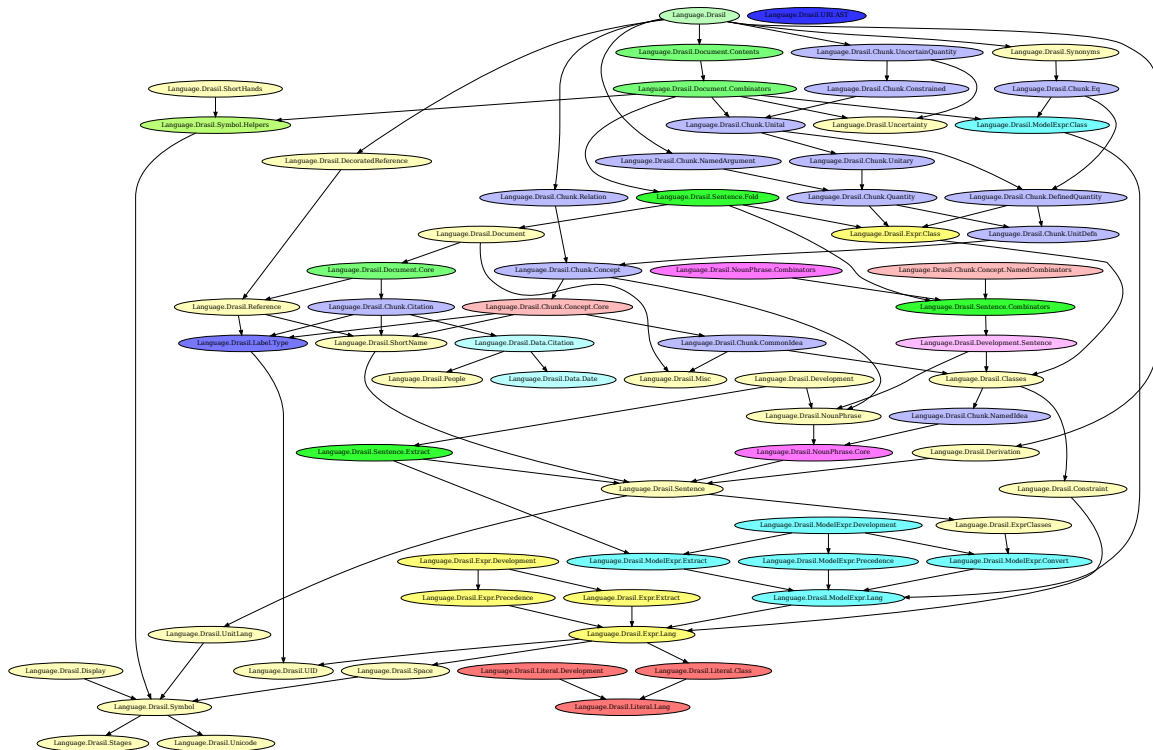 Language.Drasil
Language.Drasil.URLAST
Language.Drasil.Document.Contents
Language.Drasil.Chunk.UncertainQuantity
Language.Drasil.Synonyms
Language.Drasil.ShortHands
Language.Drasil.Document.Combinators
Language.Drasil.Chunk.Constrained
Language.Drasil.Chunk.Eq
Language.Drasil.Symbol.Helpers
Language.Drasil.Chunk.Unital
Language.Drasil.Uncertainty
Language.Drasil.ModelExpr.Class
Language.Drasil.DecoratedReference
Language.Drasil.Chunk.NamedArgument
Language.Drasil.Chunk.Unitary
Language.Drasil.Chunk.Relation
Language.Drasil.Sentence.Fold
Language.Drasil.Chunk.Quantity
Language.Drasil.Chunk.DefinedQuantity
Language.Drasil.Document
Language.Drasil.Expr.Class
Language.Drasil.Chunk.UnitDefn
Language.Drasil.Document.Core
Language.Drasil.Chunk.Concept
Language.Drasil.NounPhrase.Combinators
Language.Drasil.Chunk.Concept.NamedCombinators
Language.Drasil.Reference
Language.Drasil.Chunk.Citation
Language.Drasil.Chunk.Concept.Core
Language.Drasil.Sentence.Combinators
Language.Drasil.Label.Type
Language.Drasil.ShortName
Language.Drasil.Data.Citation
Language.Drasil.Chunk.CommonIdea
Language.Drasil.Development.Sentence
Language.Drasil.People
Language.Drasil.Data.Date
Language.Drasil.Misc
Language.Drasil.Development
Language.Drasil.Classes
Language.Drasil.NounPhrase
Language.Drasil.Chunk.NamedIdea
Language.Drasil.Sentence.Extract
Language.Drasil.NounPhrase.Core
Language.Drasil.Derivation
Language.Drasil.Sentence
Language.Drasil.Constraint
Language.Drasil.ModelExpr.Development
Language.Drasil.ExprClasses
Language.Drasil.Expr.Development
Language.Drasil.ModelExpr.Extract
Language.Drasil.ModelExpr.Precedence
Language.Drasil.ModelExpr.Convert
Language.Drasil.Expr.Precedence
Language.Drasil.Expr.Extract
Language.Drasil.ModelExpr.Lang
Language.Drasil.UnitLang
Language.Drasil.Expr.Lang
Language.Drasil.Display
Language.Drasil.UID
Language.Drasil.Space
Language.Drasil.Literal.Development
Language.Drasil.Literal.Class
Language.Drasil.Symbol
Language.Drasil.Literal.Lang
Language.Drasil.Stages
Language.Drasil.Unicode